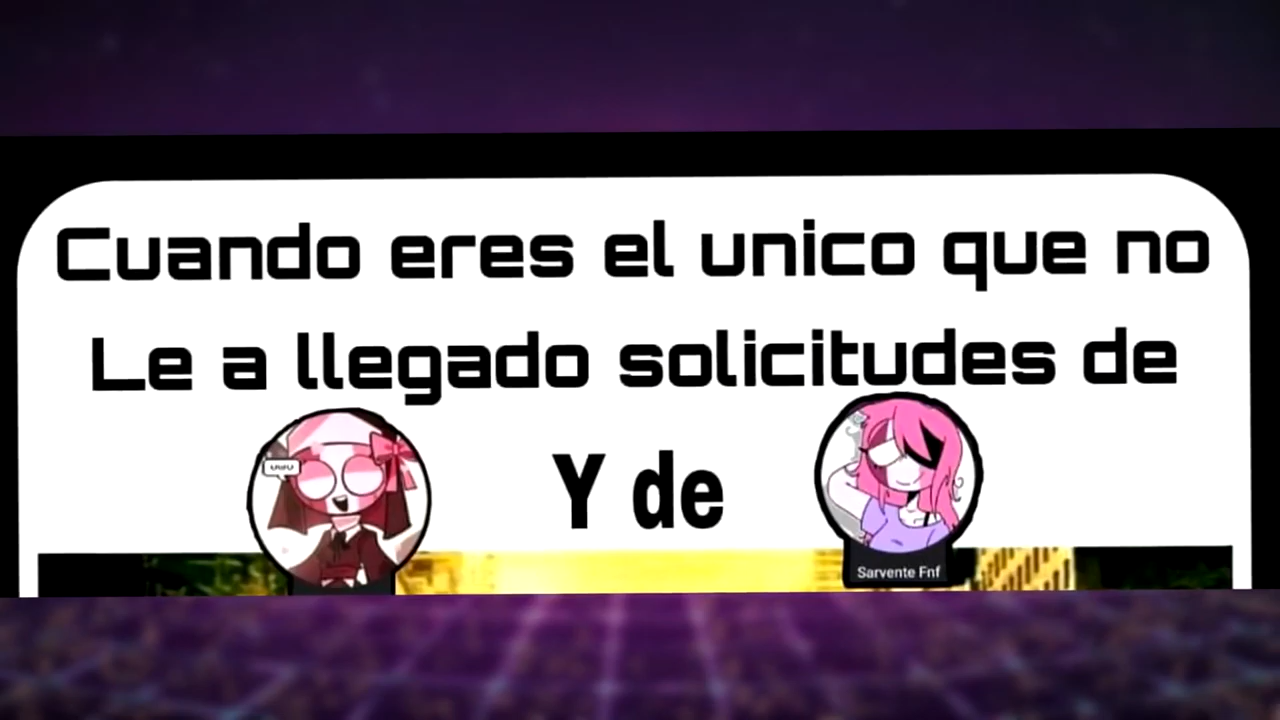 Cuando eres el unico que no
Le a llegado solicitudes de
Y de
Sarvente Fnf